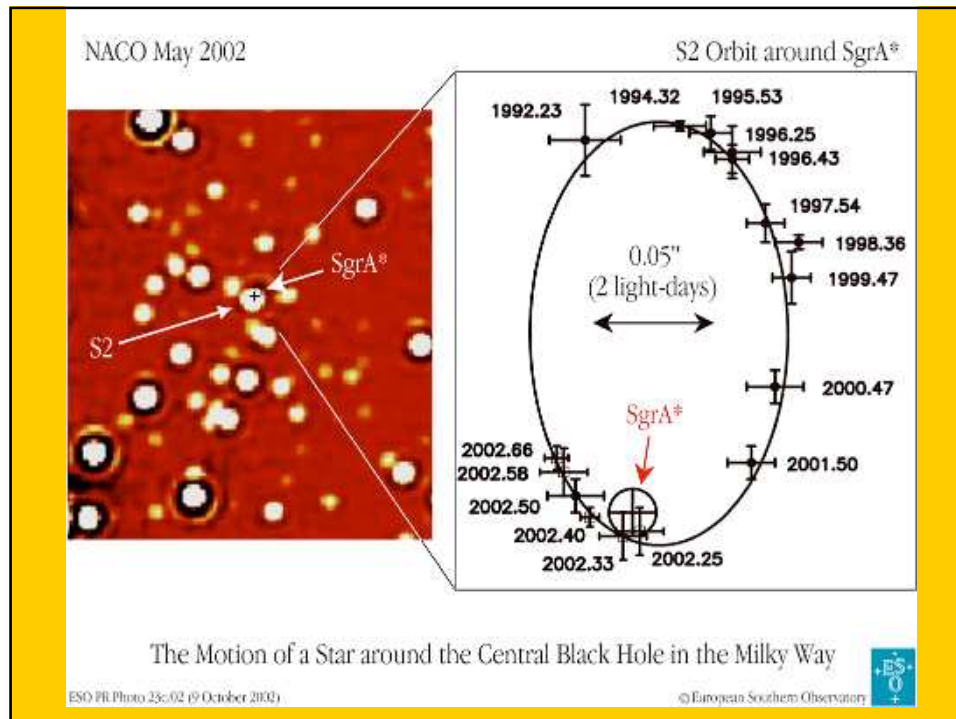 NACO May 2002
S2 Orbit around SgrA*
SgrA*
S2
1992.23
1994.32
1995.53
1996.25
1996.43
1997.54
1998.36
1999.47
0.05"
(2 light-days)
2000.47
SgrA*
2001.50
2002.66
2002.58
2002.50
2002.40
2002.33
2002.25
The Motion of a Star around the Central Black Hole in the Milky Way
ESO PR Photo 23c/02 (9 October 2002)
© European Southern Observatory
ESO